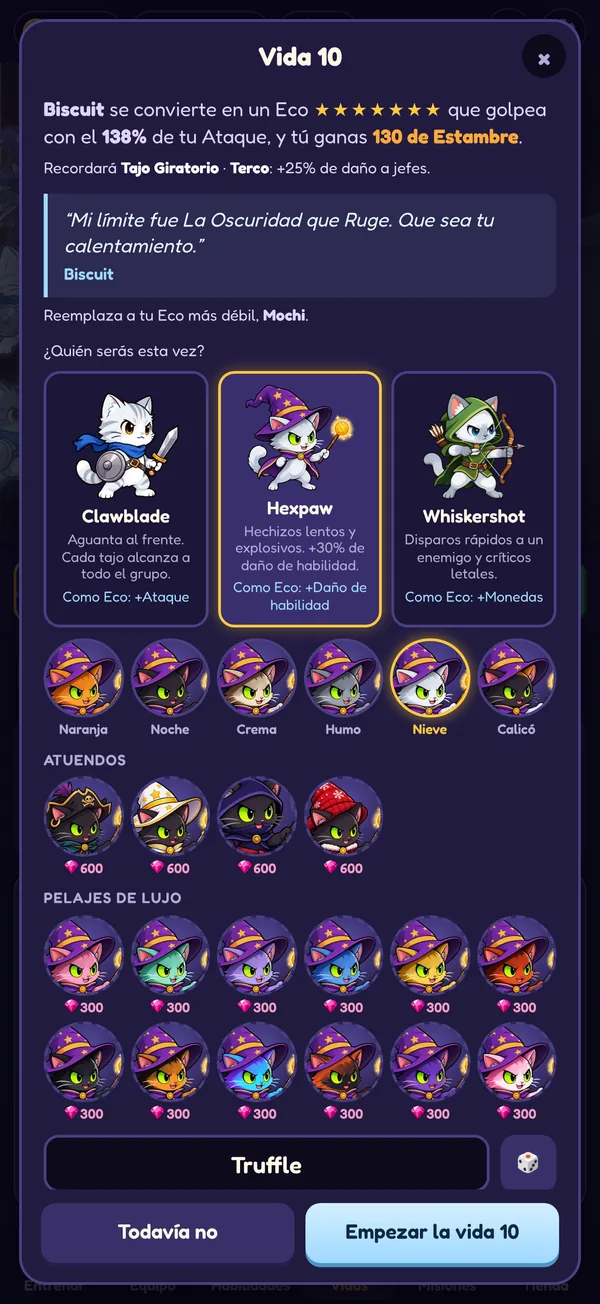 Vida 10
Biscuit se convierte en un Eco ★★★★★★★ que golpea
con el 138% de tu Ataque, y tú ganas 130 de Estambre.
Recordará Tajo Giratorio · Terco: +25% de daño a jefes.
“Mi límite fue La Oscuridad que Ruge. Que sea tu
calentamiento.”
Biscuit
Reemplaza a tu Eco más débil, Mochi.
¿Quién serás esta vez?
Clawblade
Aguanta al frente.
Cada tajo alcanza a
todo el grupo.
Como Eco: +Ataque
Hexpaw
Hechizos lentos y
explosivos. +30% de
daño de habilidad.
Como Eco: +Daño de
habilidad
Whiskershot
Disparos rápidos a un
enemigo y críticos
letales.
Como Eco: +Monedas
Naranja
Noche
Crema
Humo
Nieve
Calicó
ATUENDOS
600
600
600
600
PELAJES DE LUJO
300
300
300
300
300
300
300
300
300
300
300
300
Truffle
Todavía no
Empezar la vida 10
Entrenar
Equipo
Habilidades
Vidas
Misiones
Tienda